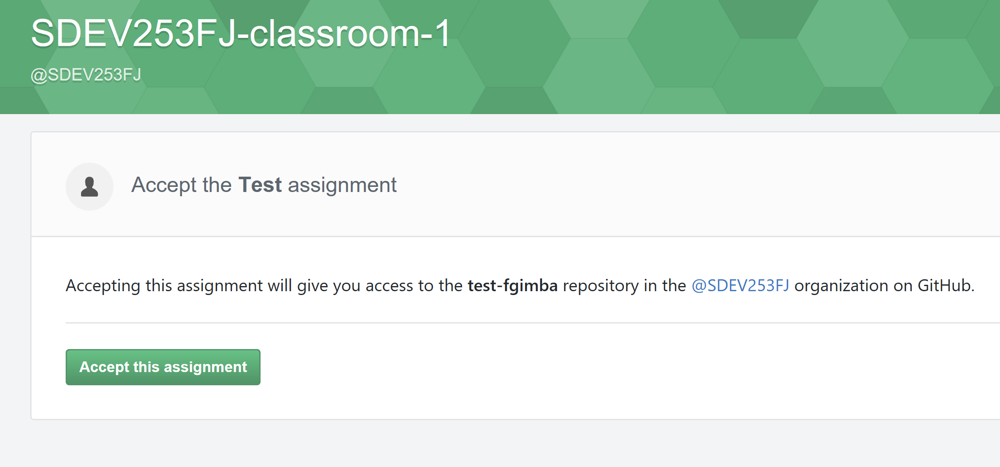 SDEV253FJ-classroom-1
@SDEV253FJ
Accept the Test assignment
Accepting this assignment will give you access to the test-fgimba repository in the @SDEV253FJ organization on GitHub.
Accept this assignment